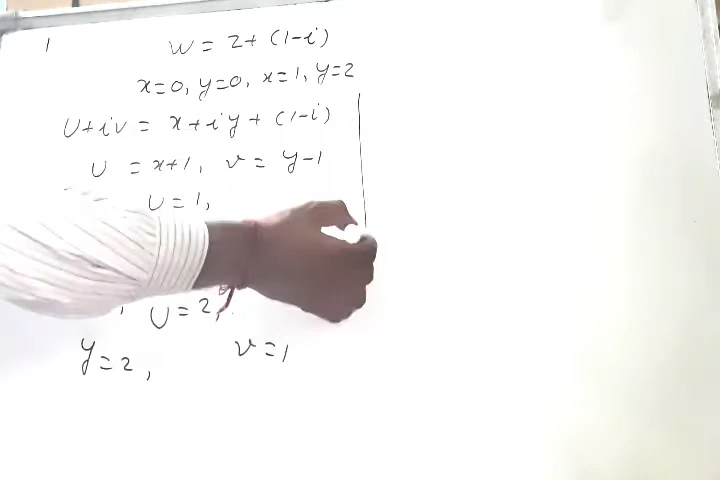 1
w = z + (1-i)
x=0, y=0, x=1, y=2
U+iv = x+iy+ (1-i)
U = x+1, v = y-1
U = 1,
, U=2,
y=2, v=1